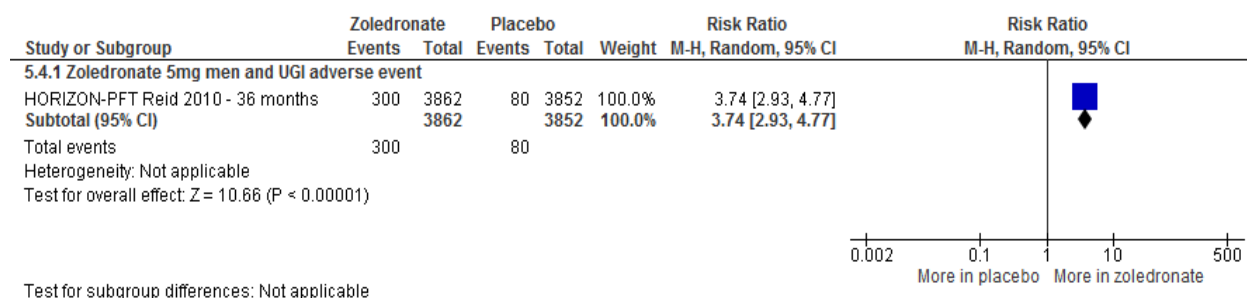 Zoledronate Placebo Risk Ratio Risk Ratio
Study or Subgroup Events Total Events Total Weight M-H, Random, 95% CI M-H, Random, 95% CI
5.4.1 Zoledronate 5mg men and UGI adverse event
HORIZON-PFT Reid 2010 - 36 months 300 3862 80 3852 100.0% 3.74 [2.93, 4.77]
Subtotal (95% CI) 3862 3852 100.0% 3.74 [2.93, 4.77]
Total events 300 80
Heterogeneity: Not applicable
Test for overall effect: Z = 10.66 (P < 0.00001)
0.002 0.1 1 10 500
More in placebo More in zoledronate
Test for subgroup differences: Not applicable